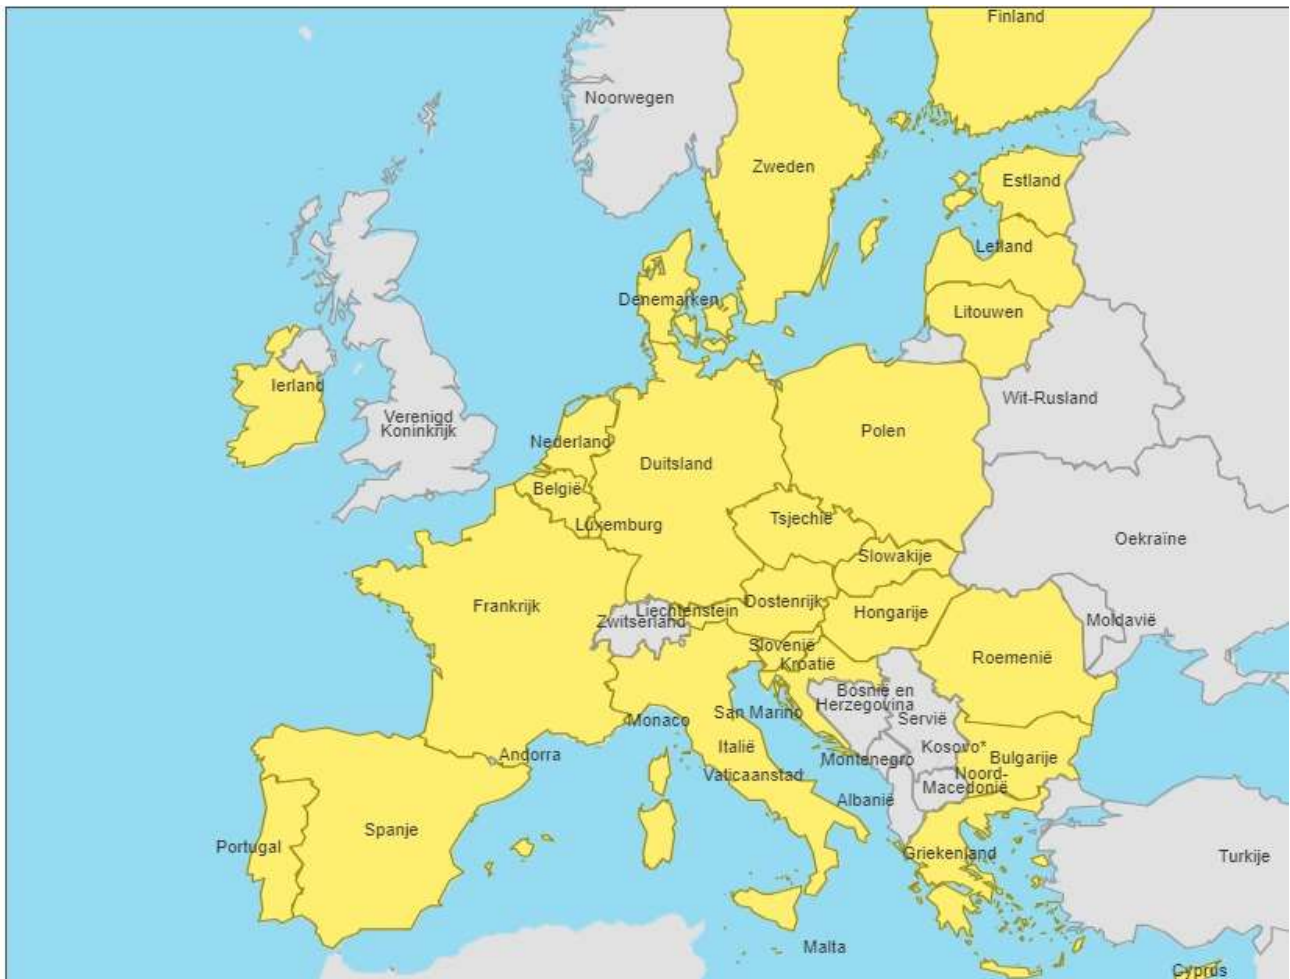 Finland
Noorwegen
Zweden
Estland
Letland
Denemarken
Litouwen
Ierland
Wit-Rusland
Verenigd
Koninkrijk
Polen
Nederland
Duitsland
België
Tsjechië
Luxemburg
Oekraïne
Slowakije
Oostenrijk
Frankrijk
Liechtenstein
Hongarije
Zwitserland
Moldavië
Slovenië
Roemenië
Kroatië
Bosnië en
Herzegovina
San Marino
Servië
Monaco
Italië
Kosovo*
Andorra
Bulgarije
Montenegro
Vaticaanstad
Noord-
Macedonië
Albanië
Spanje
Portugal
Griekenland
Turkije
Malta
Cyprus